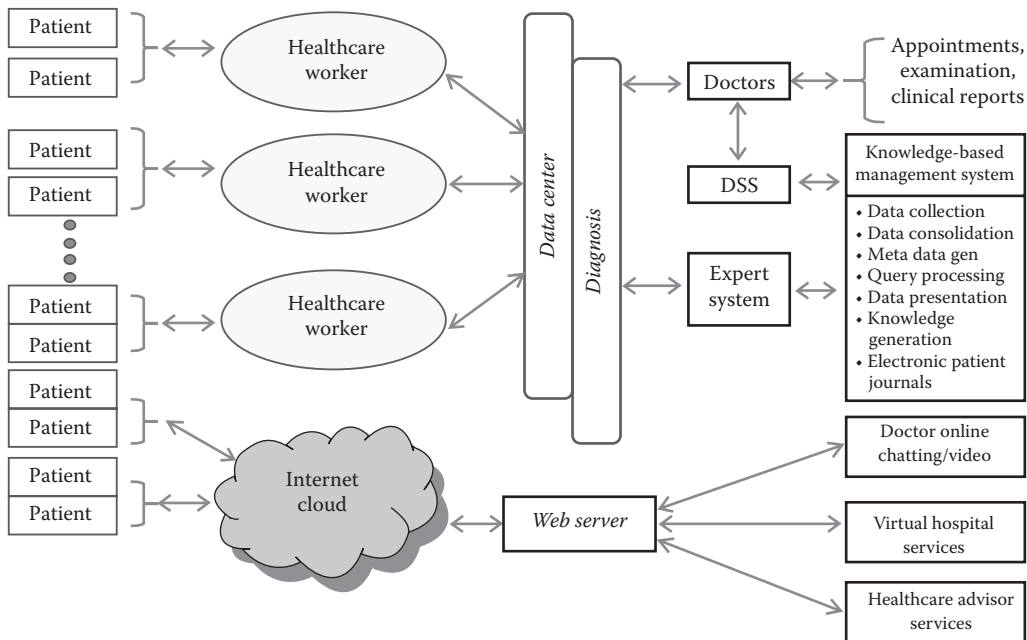 Patient
Patient
Patient
Patient
Patient
Patient
Patient
Patient
Patient
Patient
Healthcare
worker
Healthcare
worker
Healthcare
worker
Internet
cloud
Data center
Diagnosis
Doctors
DSS
Expert
system
Appointments,
examination,
clinical reports
Knowledge-based
management system
• Data collection
• Data consolidation
• Meta data gen
• Query processing
• Data presentation
• Knowledge
generation
• Electronic patient
journals
Web server
Doctor online
chatting/video
Virtual hospital
services
Healthcare advisor
services